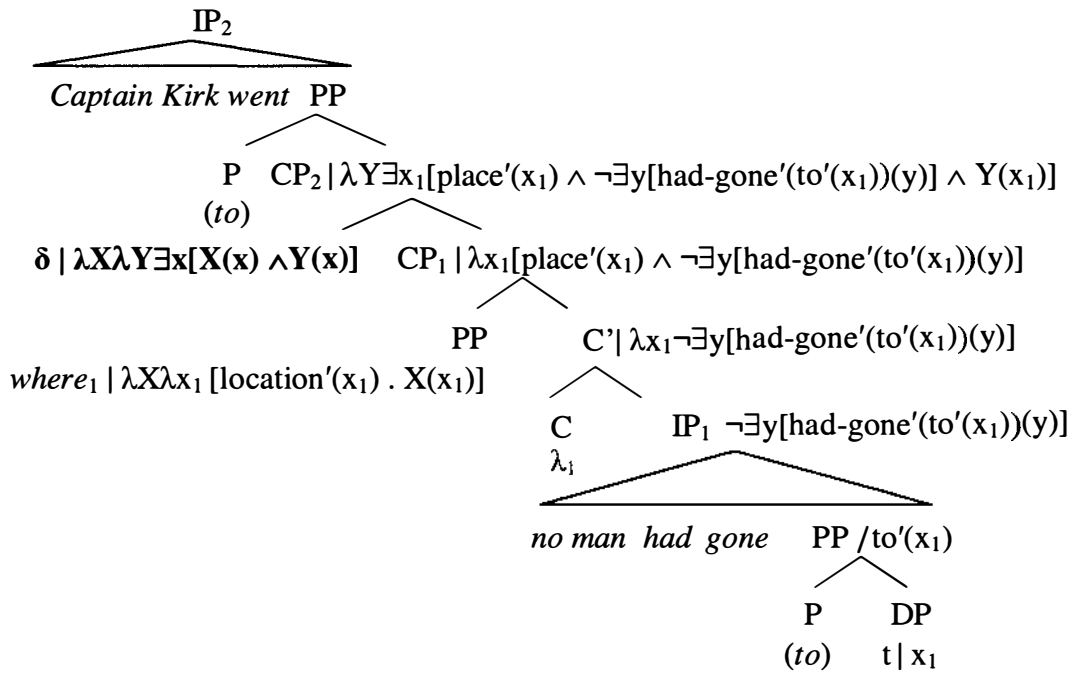 IP₂
Captain Kirk went PP
P CP₂ | λY∃x₁[place′(x₁) ∧ ¬∃y[had-gone′(to′(x₁))(y)] ∧ Y(x₁)]
(to)
δ | λXλY∃x[X(x) ∧Y(x)] CP₁ | λx₁[place′(x₁) ∧ ¬∃y[had-gone′(to′(x₁))(y)]
PP C’| λx₁¬∃y[had-gone′(to′(x₁))(y)]
where₁ | λXλx₁ [location′(x₁) . X(x₁)]
C IP₁ ¬∃y[had-gone′(to′(x₁))(y)]
λ₁
no man had gone PP /to′(x₁)
P DP
(to) t | x₁